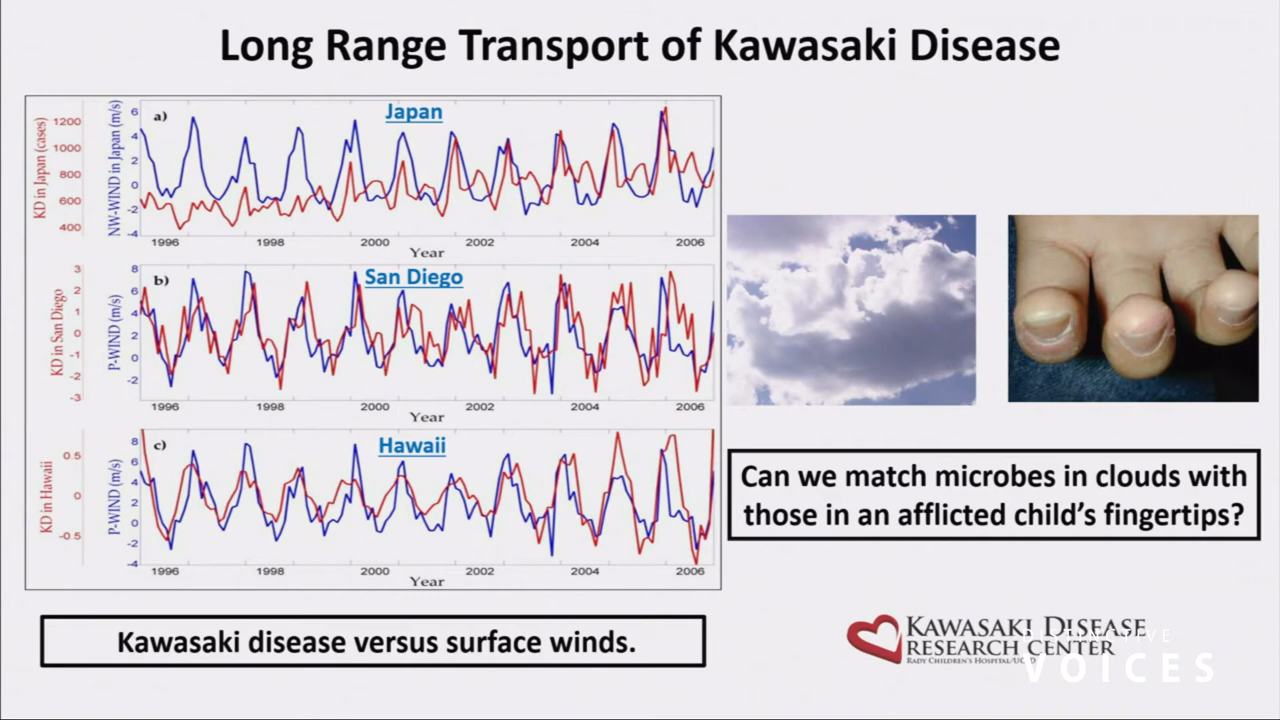 Long Range Transport of Kawasaki Disease
KD in Japan (cases)
1200
1000
800
600
400
NW-WIND in Japan (m/s)
6
4
2
0
-2
-4
a)
Japan
1996 1998 2000 2002 2004 2006
Year
KD in San Diego
3
2
1
0
-1
-2
-3
P-WIND (m/s)
8
6
4
2
0
-2
b)
San Diego
1996 1998 2000 2002 2004 2006
Year
KD in Hawaii
0.5
0
-0.5
P-WIND (m/s)
8
6
4
2
0
-2
-4
c)
Hawaii
1996 1998 2000 2002 2004 2006
Year
Kawasaki disease versus surface winds.
Can we match microbes in clouds with
those in an afflicted child's fingertips?
KAWASAKI DISEASE
RESEARCH CENTER
RADY CHILDREN'S HOSPITAL/UCSD
DISTINCTIVE
VOICES